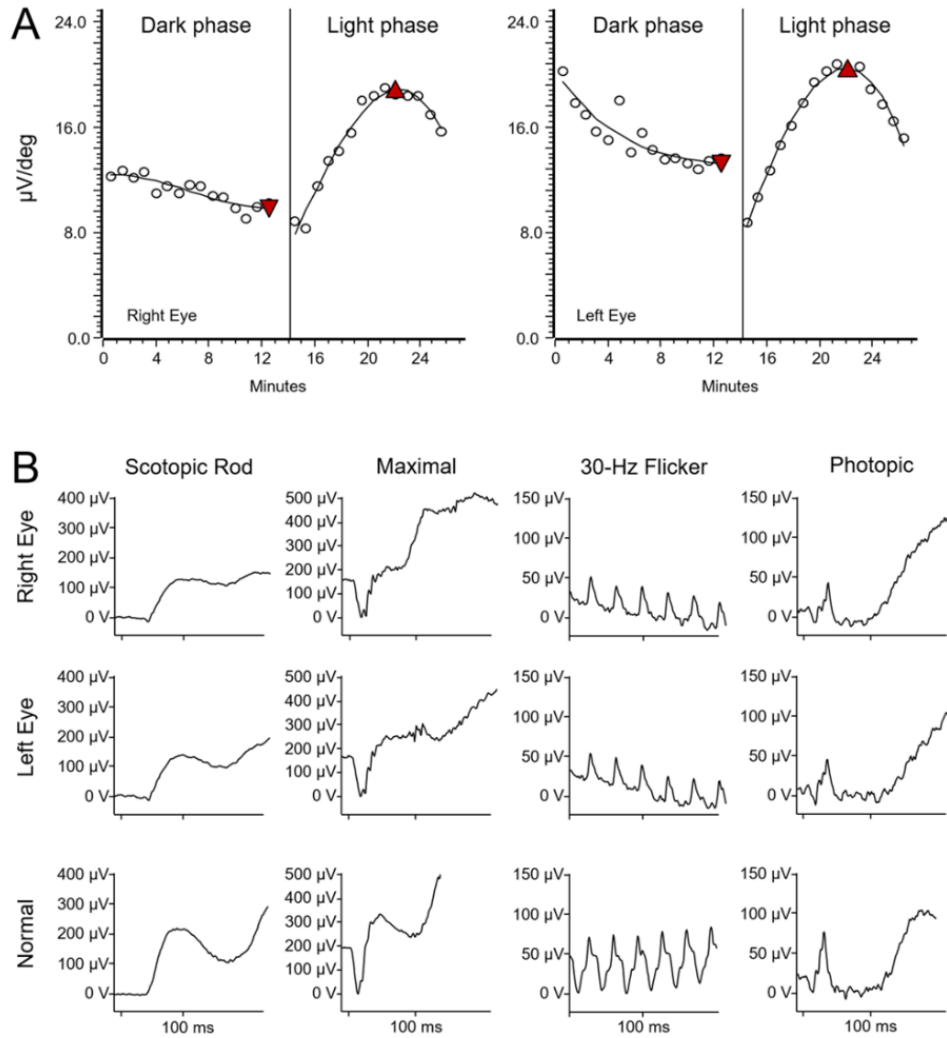 A
Dark phase Light phase Dark phase Light phase
24.0 24.0
16.0 16.0
µV/deg
8.0 8.0
Right Eye Left Eye
0.0 0.0
0 4 8 12 16 20 24 0 4 8 12 16 20 24
Minutes Minutes
B
Scotopic Rod Maximal 30-Hz Flicker Photopic
Right Eye
400 µV 500 µV 150 µV 150 µV
300 µV 400 µV 100 µV 100 µV
200 µV 300 µV 50 µV 50 µV
100 µV 200 µV 0 V 0 V
0 V 100 µV
0 V
Left Eye
400 µV 500 µV 150 µV 150 µV
300 µV 400 µV 100 µV 100 µV
200 µV 300 µV 50 µV 50 µV
100 µV 200 µV 0 V 0 V
0 V 100 µV
0 V
Normal
400 µV 500 µV 150 µV 150 µV
300 µV 400 µV 100 µV 100 µV
200 µV 300 µV 50 µV 50 µV
100 µV 200 µV 0 V 0 V
0 V 100 µV
0 V
100 ms 100 ms 100 ms 100 ms